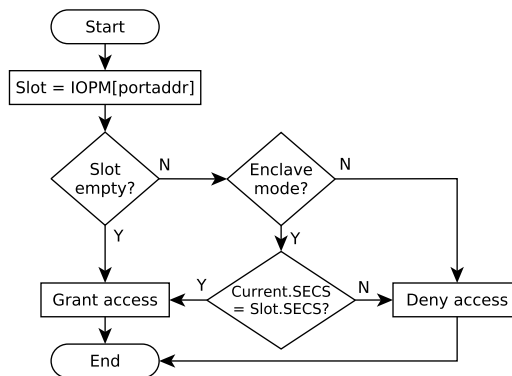 Start
Slot = IOPM[portaddr]
Slot
empty?
N
Enclave
mode?
N
Y
Y
Current.SECS
= Slot.SECS?
Y
N
Grant access
Deny access
End